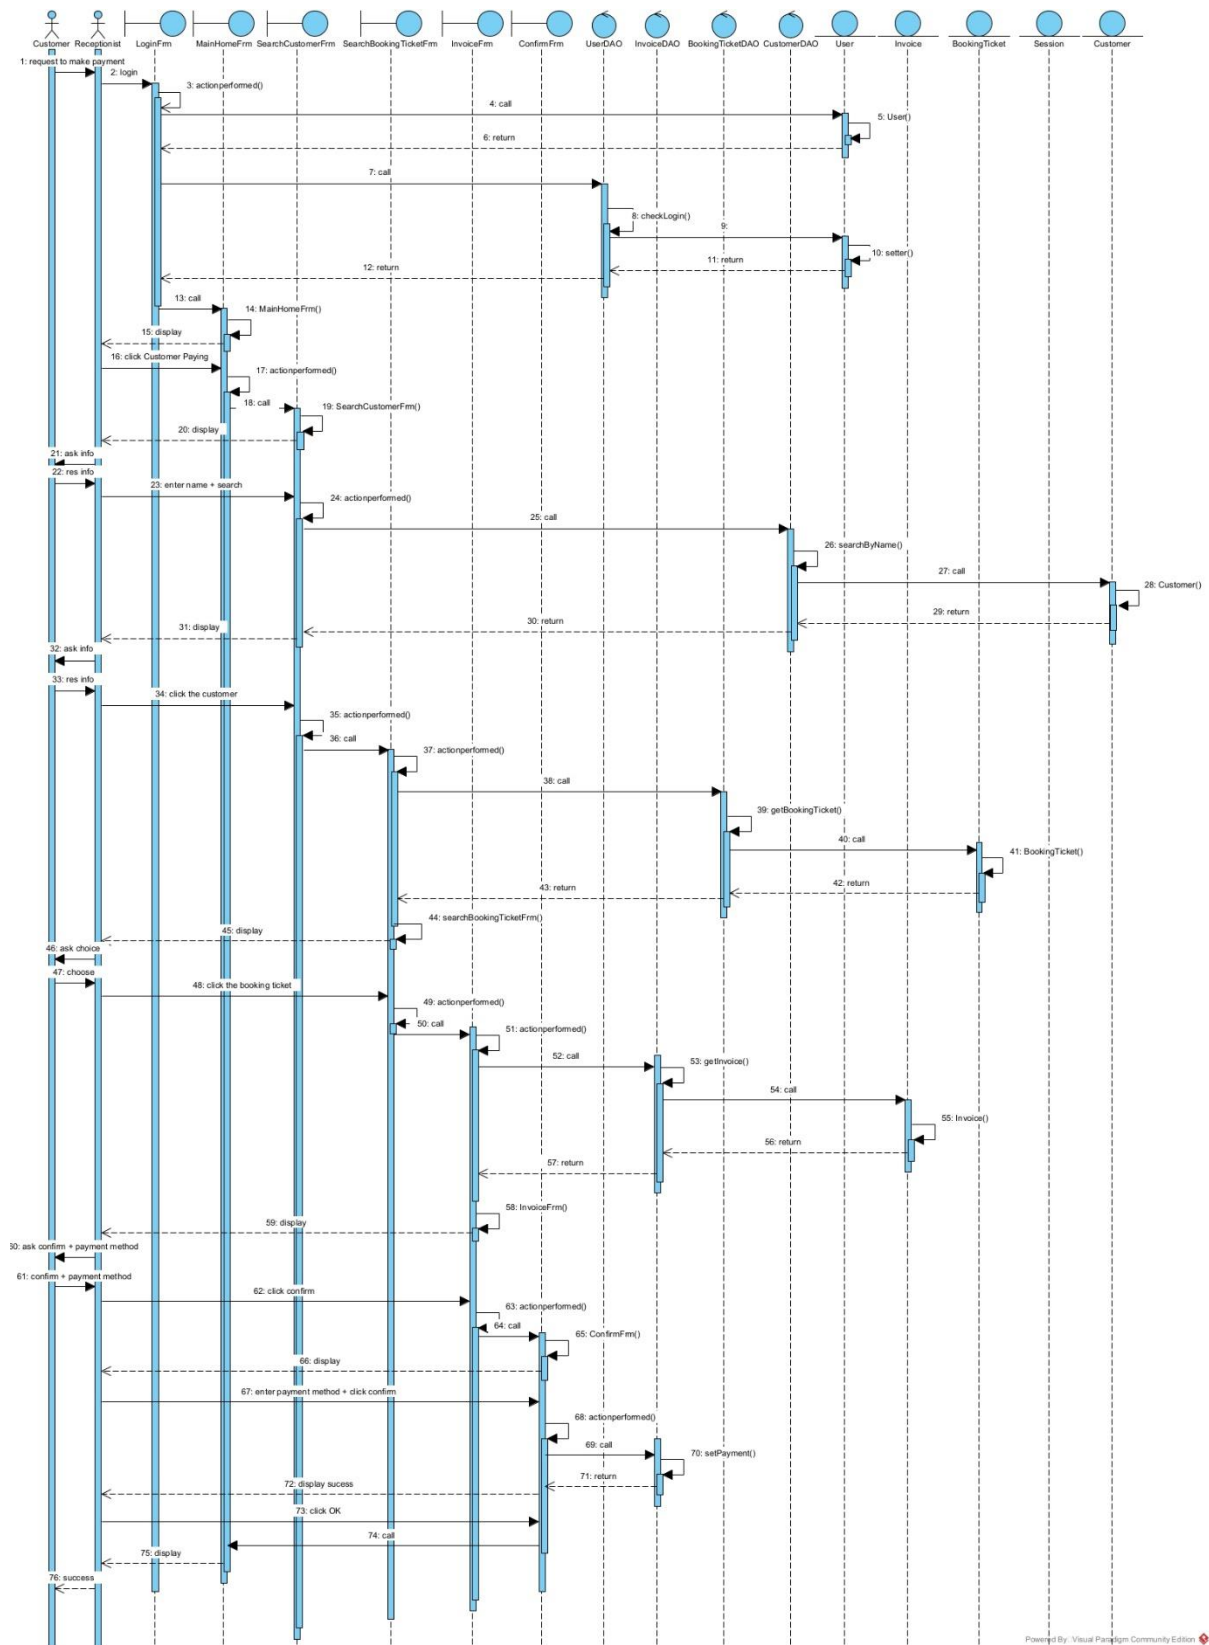 Customer
Receptionist
LoginFrm
MainHomeFrm
SearchCustomerFrm
SearchBookingTicketFrm
InvoiceFrm
ConfirmFrm
UserDAO
InvoiceDAO
BookingTicketDAO
CustomerDAO
User
Invoice
BookingTicket
Session
Customer
1: request to make payment
2: login
3: actionperformed()
4: call
5: User()
6: return
7: call
8: checkLogin()
9:
10: setter()
11: return
12: return
13: call
14: MainHomeFrm()
15: display
16: click Customer Paying
17: actionperformed()
18: call
19: SearchCustomerFrm()
20: display
21: ask info
22: res info
23: enter name + search
24: actionperformed()
25: call
26: searchByName()
27: call
28: Customer()
29: return
30: return
31: display
32: ask info
33: res info
34: click the customer
35: actionperformed()
36: call
37: actionperformed()
38: call
39: getBookingTicket()
40: call
41: BookingTicket()
42: return
43: return
44: searchBookingTicketFrm()
45: display
46: ask choice
47: choose
48: click the booking ticket
49: actionperformed()
50: call
51: actionperformed()
52: call
53: getInvoice()
54: call
55: Invoice()
56: return
57: return
58: InvoiceFrm()
59: display
60: ask confirm + payment method
61: confirm + payment method
62: click confirm
63: actionperformed()
64: call
65: ConfirmFrm()
66: display
67: enter payment method + click confirm
68: actionperformed()
69: call
70: setPayment()
71: return
72: display sucess
73: click OK
74: call
75: display
76: success
Powered By: Visual Paradigm Community Edition